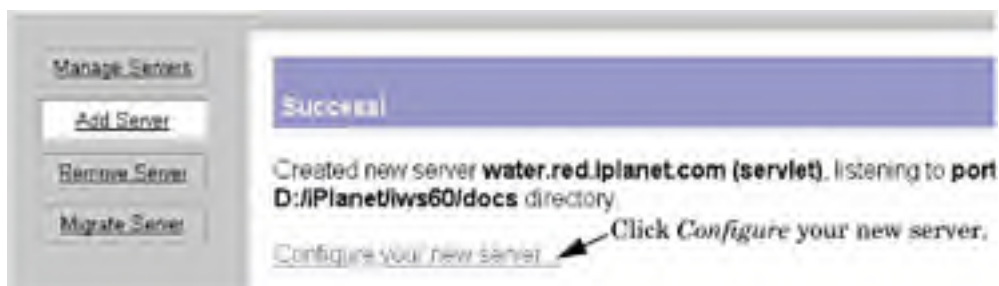 Manage Servers
Add Server
Remove Server
Migrate Server
Success!
Created new server water.red.iplanet.com (servlet), listening to port
D:/iPlanet/iws60/docs directory.
Configure your new server
Click Configure your new server.